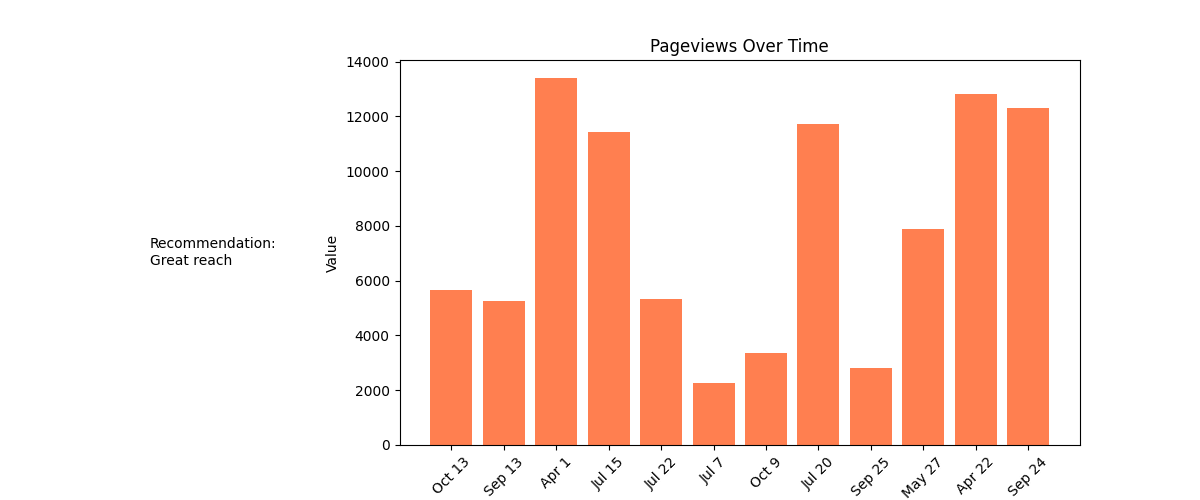 Pageviews Over Time
Recommendation:
Great reach
Value
14000
12000
10000
8000
6000
4000
2000
0
Oct 13
Sep 13
Apr 1
Jul 15
Jul 22
Jul 7
Oct 9
Jul 20
Sep 25
May 27
Apr 22
Sep 24